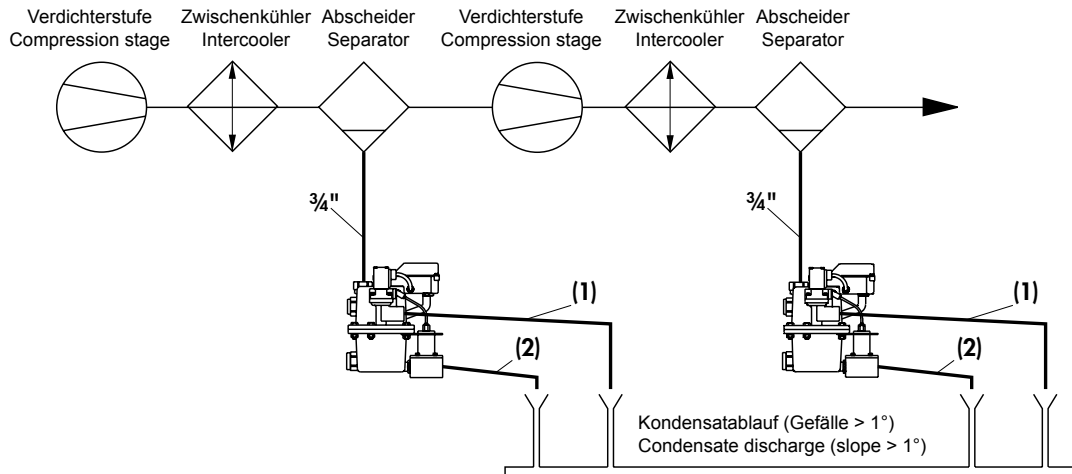 Verdichterstufe
Compression stage
Zwischenkühler
Intercooler
Abscheider
Separator
Verdichterstufe
Compression stage
Zwischenkühler
Intercooler
Abscheider
Separator
¾"
¾"
(1)
(2)
(1)
(2)
Kondensatablauf (Gefälle > 1°)
Condensate discharge (slope > 1°)